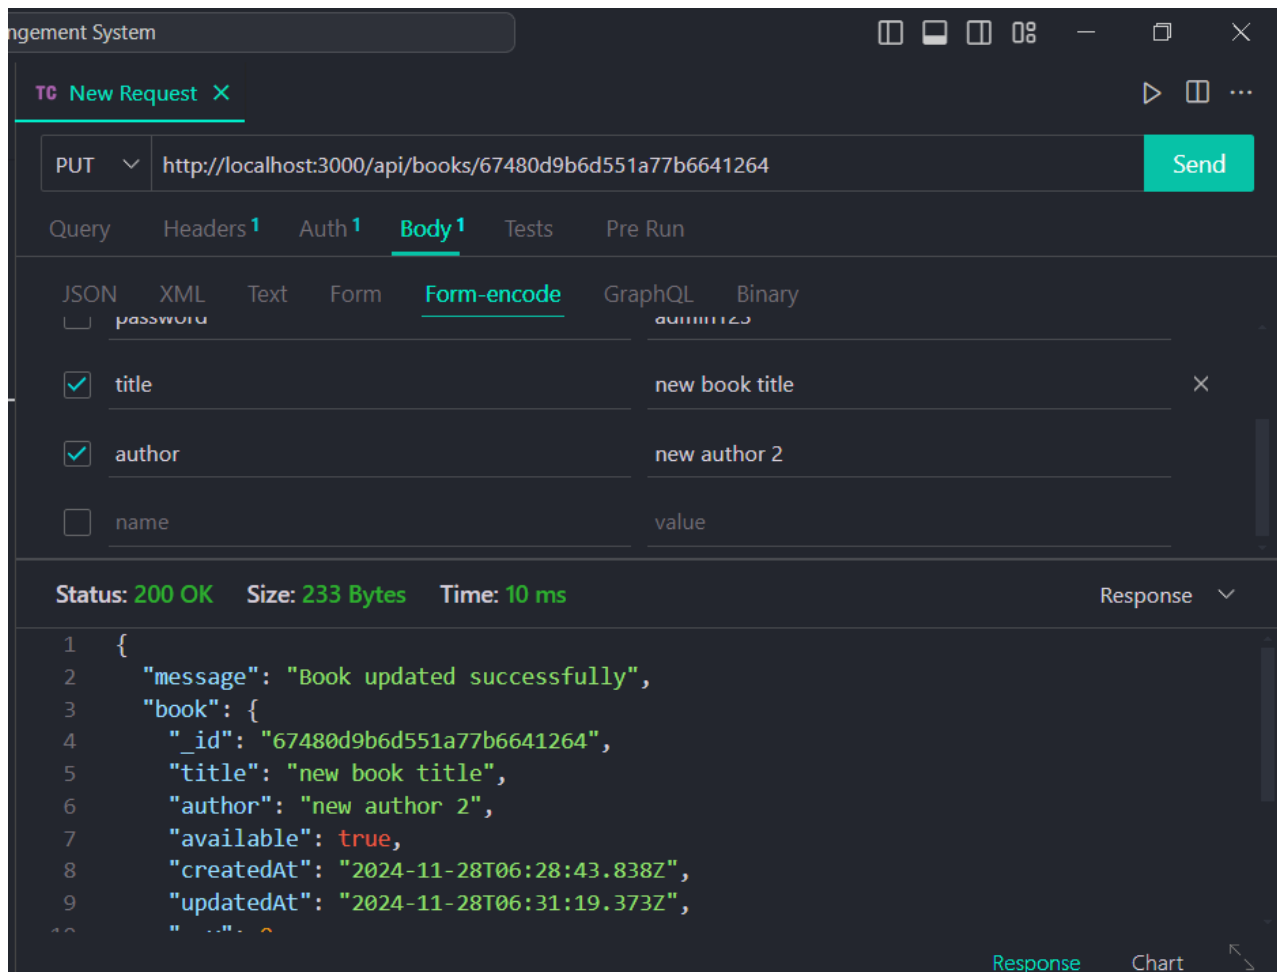 ngement System
TC New Request
PUT http://localhost:3000/api/books/67480d9b6d551a77b6641264 Send
Query Headers 1 Auth 1 Body 1 Tests Pre Run
JSON XML Text Form Form-encode GraphQL Binary
password admin123
title new book title
author new author 2
name value
Status: 200 OK Size: 233 Bytes Time: 10 ms Response
1 {
2 "message": "Book updated successfully",
3 "book": {
4 "_id": "67480d9b6d551a77b6641264",
5 "title": "new book title",
6 "author": "new author 2",
7 "available": true,
8 "createdAt": "2024-11-28T06:28:43.838Z",
9 "updatedAt": "2024-11-28T06:31:19.373Z",
10
Response Chart